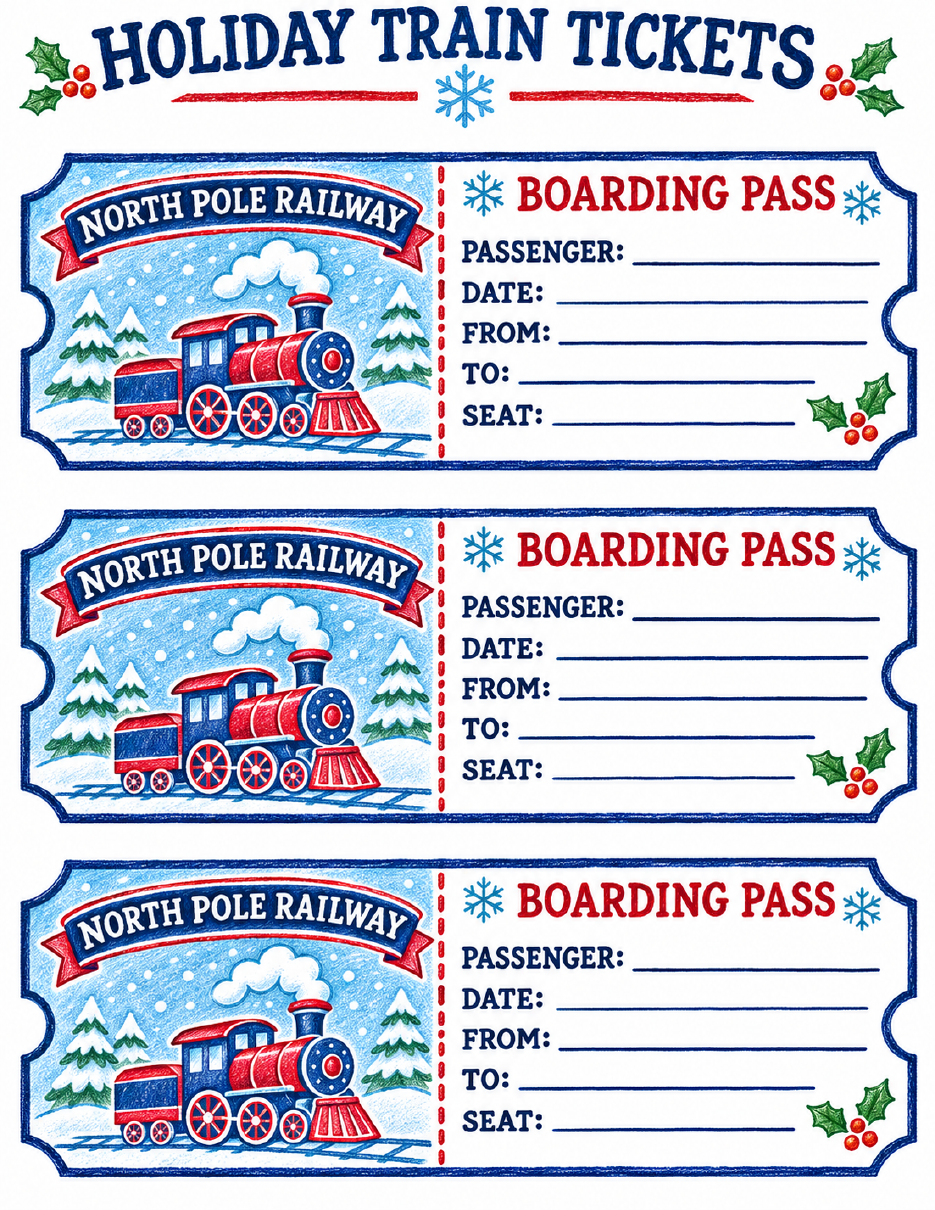 HOLIDAY TRAIN TICKETS
NORTH POLE RAILWAY
BOARDING PASS
PASSENGER:
DATE:
FROM:
TO:
SEAT:
NORTH POLE RAILWAY
BOARDING PASS
PASSENGER:
DATE:
FROM:
TO:
SEAT:
NORTH POLE RAILWAY
BOARDING PASS
PASSENGER:
DATE:
FROM:
TO:
SEAT: